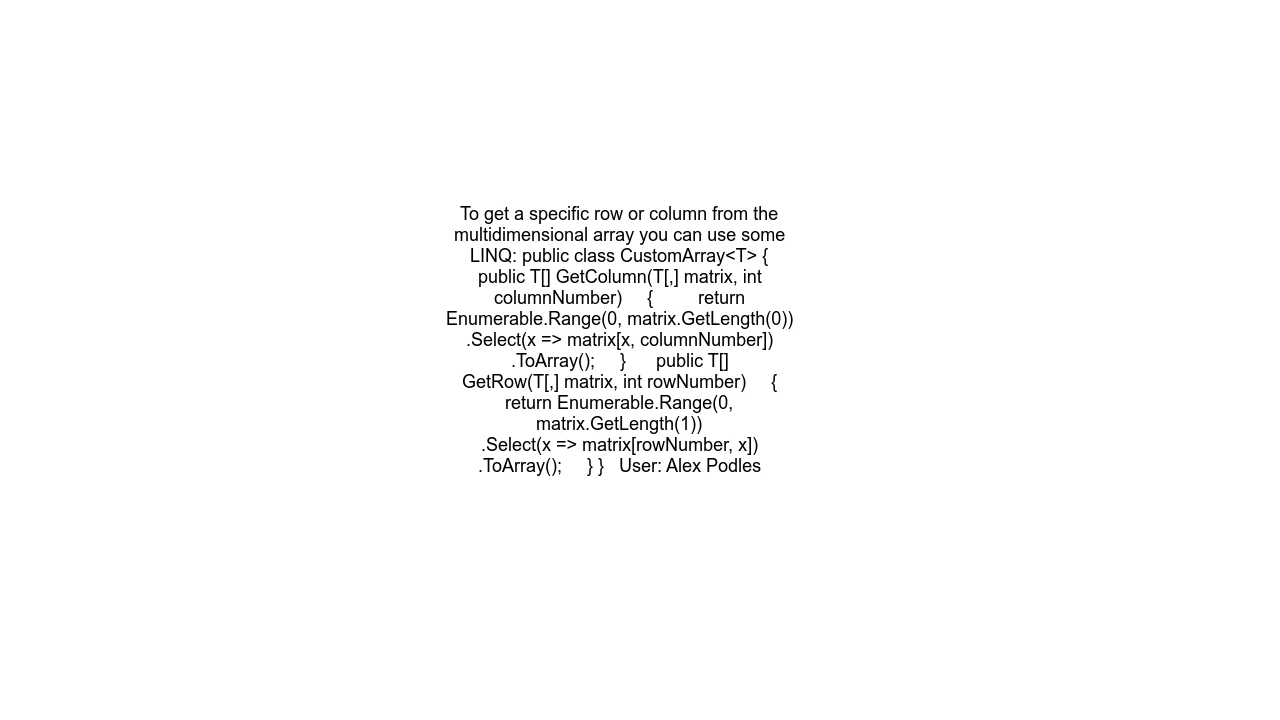 To get a specific row or column from the
multidimensional array you can use some
LINQ: public class CustomArray<T> {
public T[] GetColumn(T[,] matrix, int
columnNumber)     {         return
Enumerable.Range(0, matrix.GetLength(0))
.Select(x => matrix[x, columnNumber])
.ToArray();     }      public T[]
GetRow(T[,] matrix, int rowNumber)     {
return Enumerable.Range(0,
matrix.GetLength(1))
.Select(x => matrix[rowNumber, x])
.ToArray();     } }   User: Alex Podles